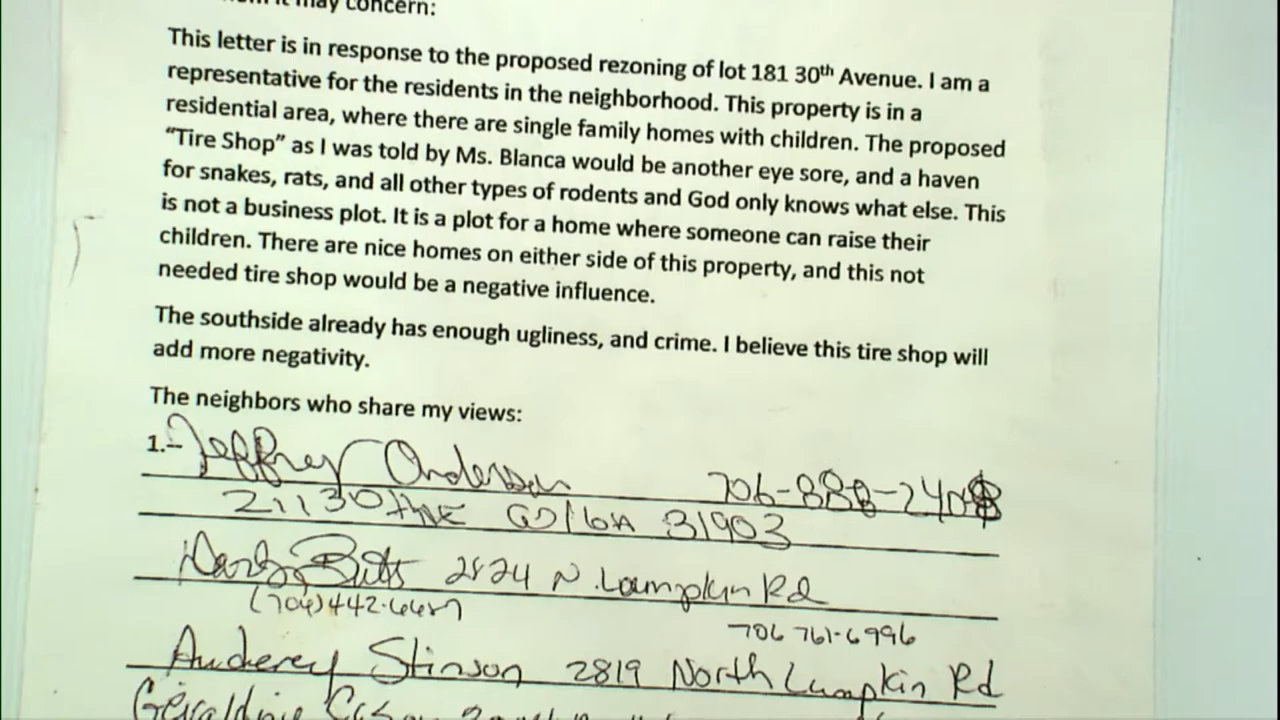 it may concern:
This letter is in response to the proposed rezoning of lot 181 30th Avenue. I am a
representative for the residents in the neighborhood. This property is in a
residential area, where there are single family homes with children. The proposed
“Tire Shop” as I was told by Ms. Blanca would be another eye sore, and a haven
for snakes, rats, and all other types of rodents and God only knows what else. This
is not a business plot. It is a plot for a home where someone can raise their
children. There are nice homes on either side of this property, and this not
needed tire shop would be a negative influence.
The southside already has enough ugliness, and crime. I believe this tire shop will
add more negativity.
The neighbors who share my views:
1.-- Jeffrey Anderson
31903
Butts 2824 N. Lumpkin Rd
706 761-6996
Auderey Stinson 2819 North Lumpkin Rd
Geraldine